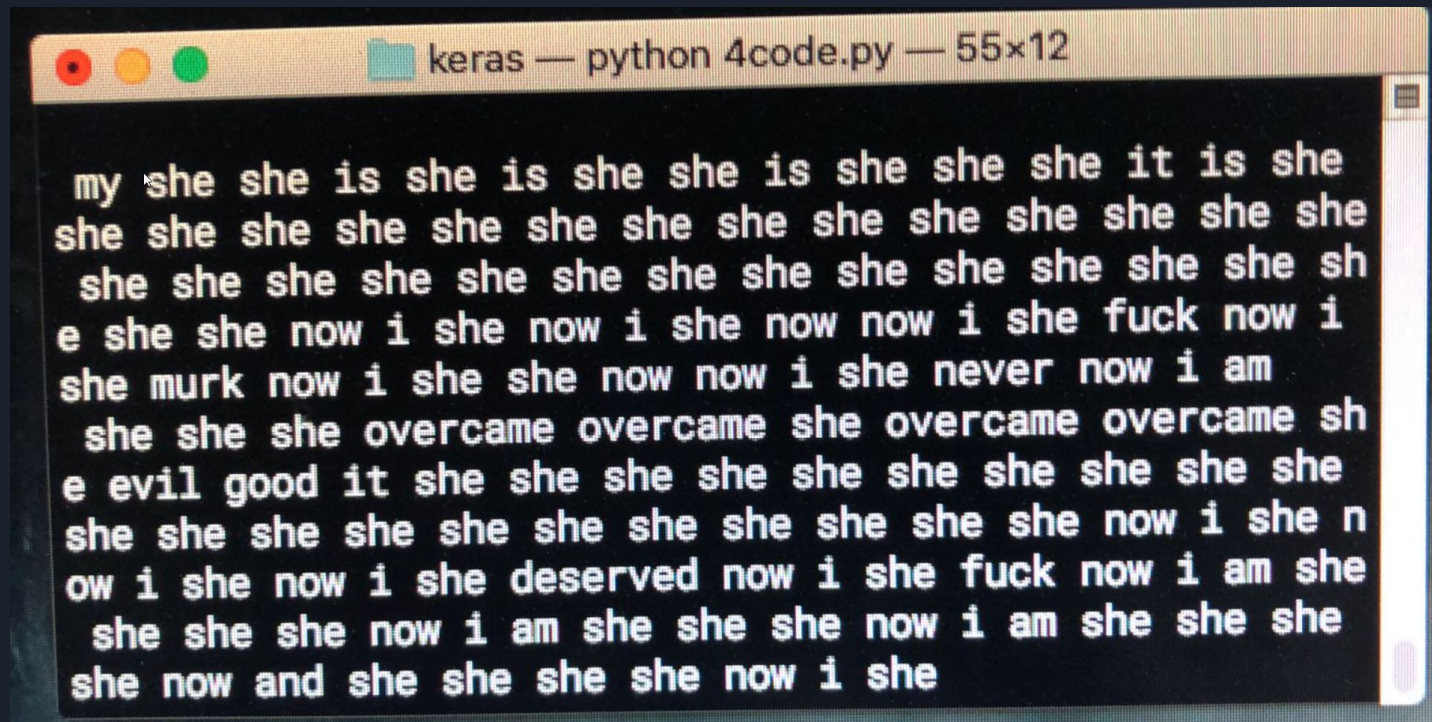 keras — python 4code.py — 55×12
my she she is she is she she is she she she it is she
she she she she she she she she she she she she she she
she she she she she she she she she she she she she sh
e she she now i she now i she now now i she fuck now i
she murk now i she she now now i she never now i am
she she she overcame overcame she overcame overcame sh
e evil good it she she she she she she she she she she
she she she she she she she she she she she now i she n
ow i she now i she deserved now i she fuck now i am she
she she she now i am she she she now i am she she she
she now and she she she she now i she